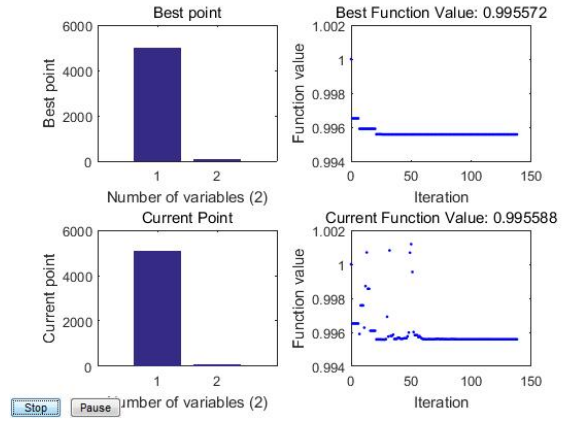 Best point
6000
4000
2000
0
Best point
1
2
Number of variables (2)
Best Function Value: 0.995572
1.002
1
0.998
0.996
0.994
Function value
0
50
100
150
Iteration
Current Point
6000
4000
2000
0
Current point
1
2
umber of variables (2)
Current Function Value: 0.995588
1.002
1
0.998
0.996
0.994
Function value
0
50
100
150
Iteration
Stop
Pause